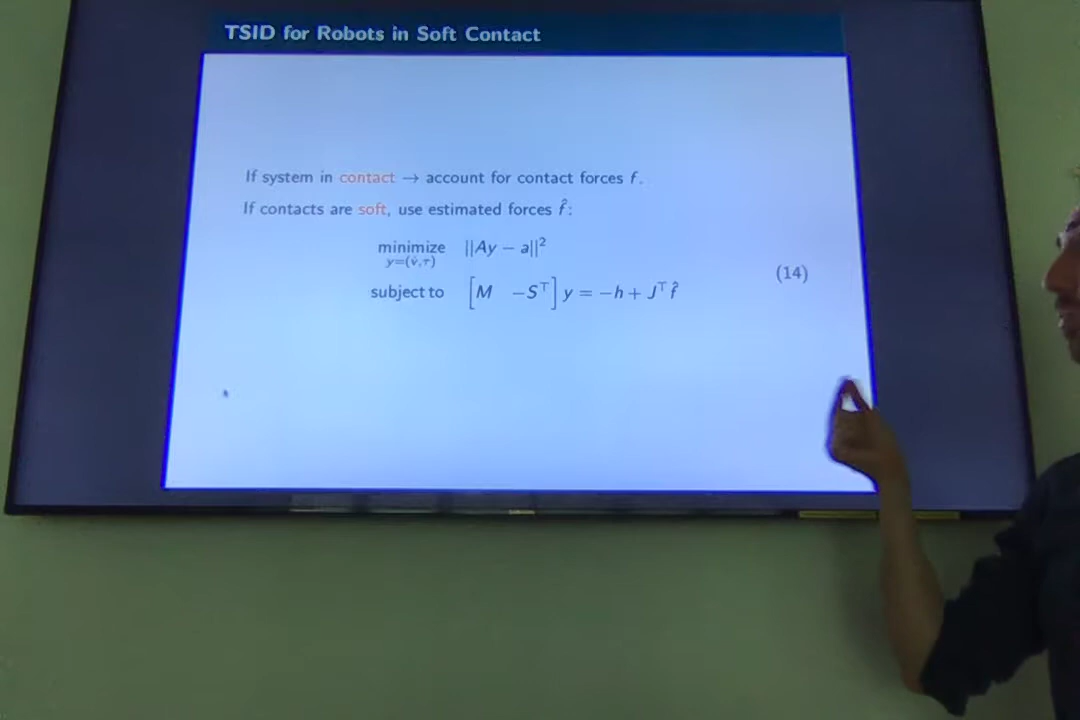 TSID for Robots in Soft Contact
If system in contact → account for contact forces f.
If contacts are soft, use estimated forces f̂:
minimize ||Ay − a||²
y=(v̇,τ)
(14)
subject to [M −Sᵀ] y = −h + Jᵀ f̂